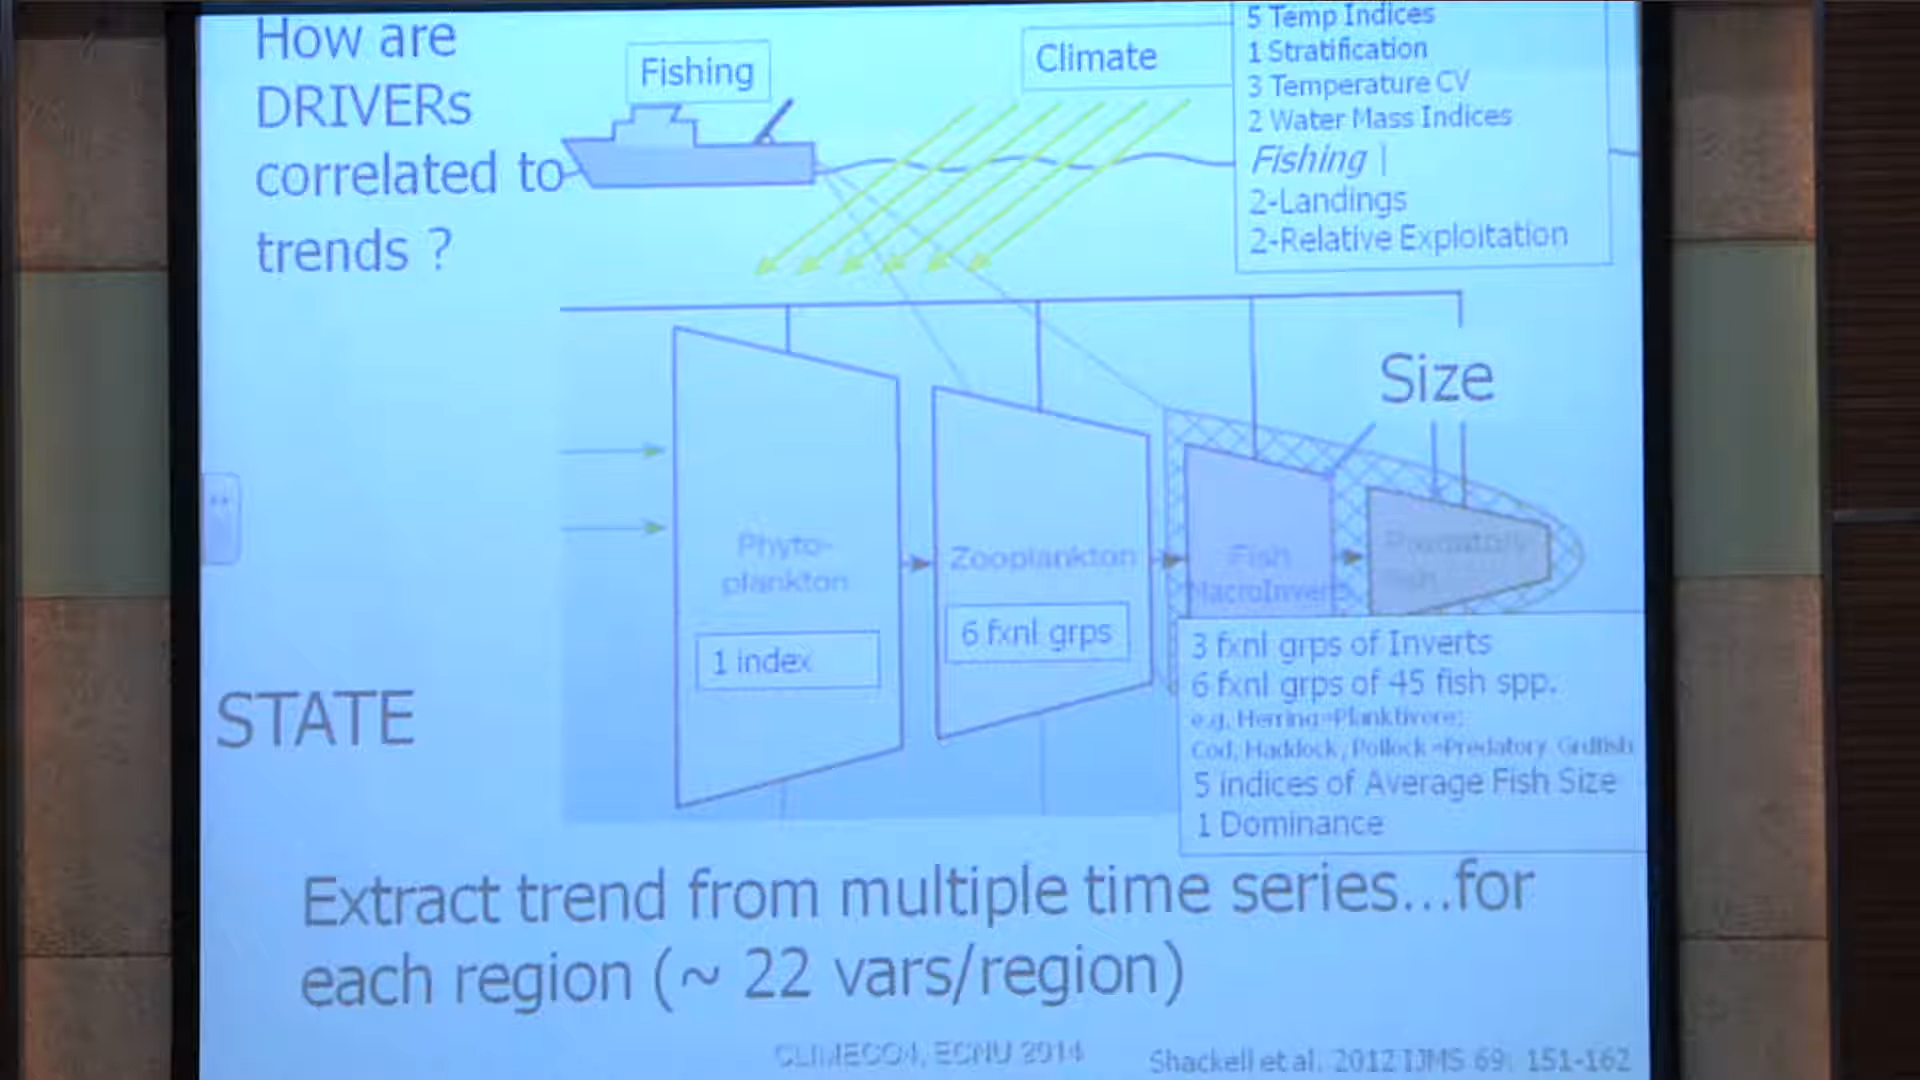 How are
DRIVERs
correlated to
trends ?
Fishing
Climate
5 Temp Indices
1 Stratification
3 Temperature CV
2 Water Mass Indices
Fishing |
2-Landings
2-Relative Exploitation
Size
Phyto-
plankton
1 index
Zooplankton
6 fxnl grps
Fish
MacroInverts
Predatory
fish
3 fxnl grps of Inverts
6 fxnl grps of 45 fish spp.
e.g. Herring=Planktivore;
Cod, Haddock, Pollock=Predatory Grdfish
5 indices of Average Fish Size
1 Dominance
STATE
Extract trend from multiple time series...for
each region (~ 22 vars/region)
CLIMECO4, ECNU 2014
Shackell et al. 2012 IJMS 69: 151-162